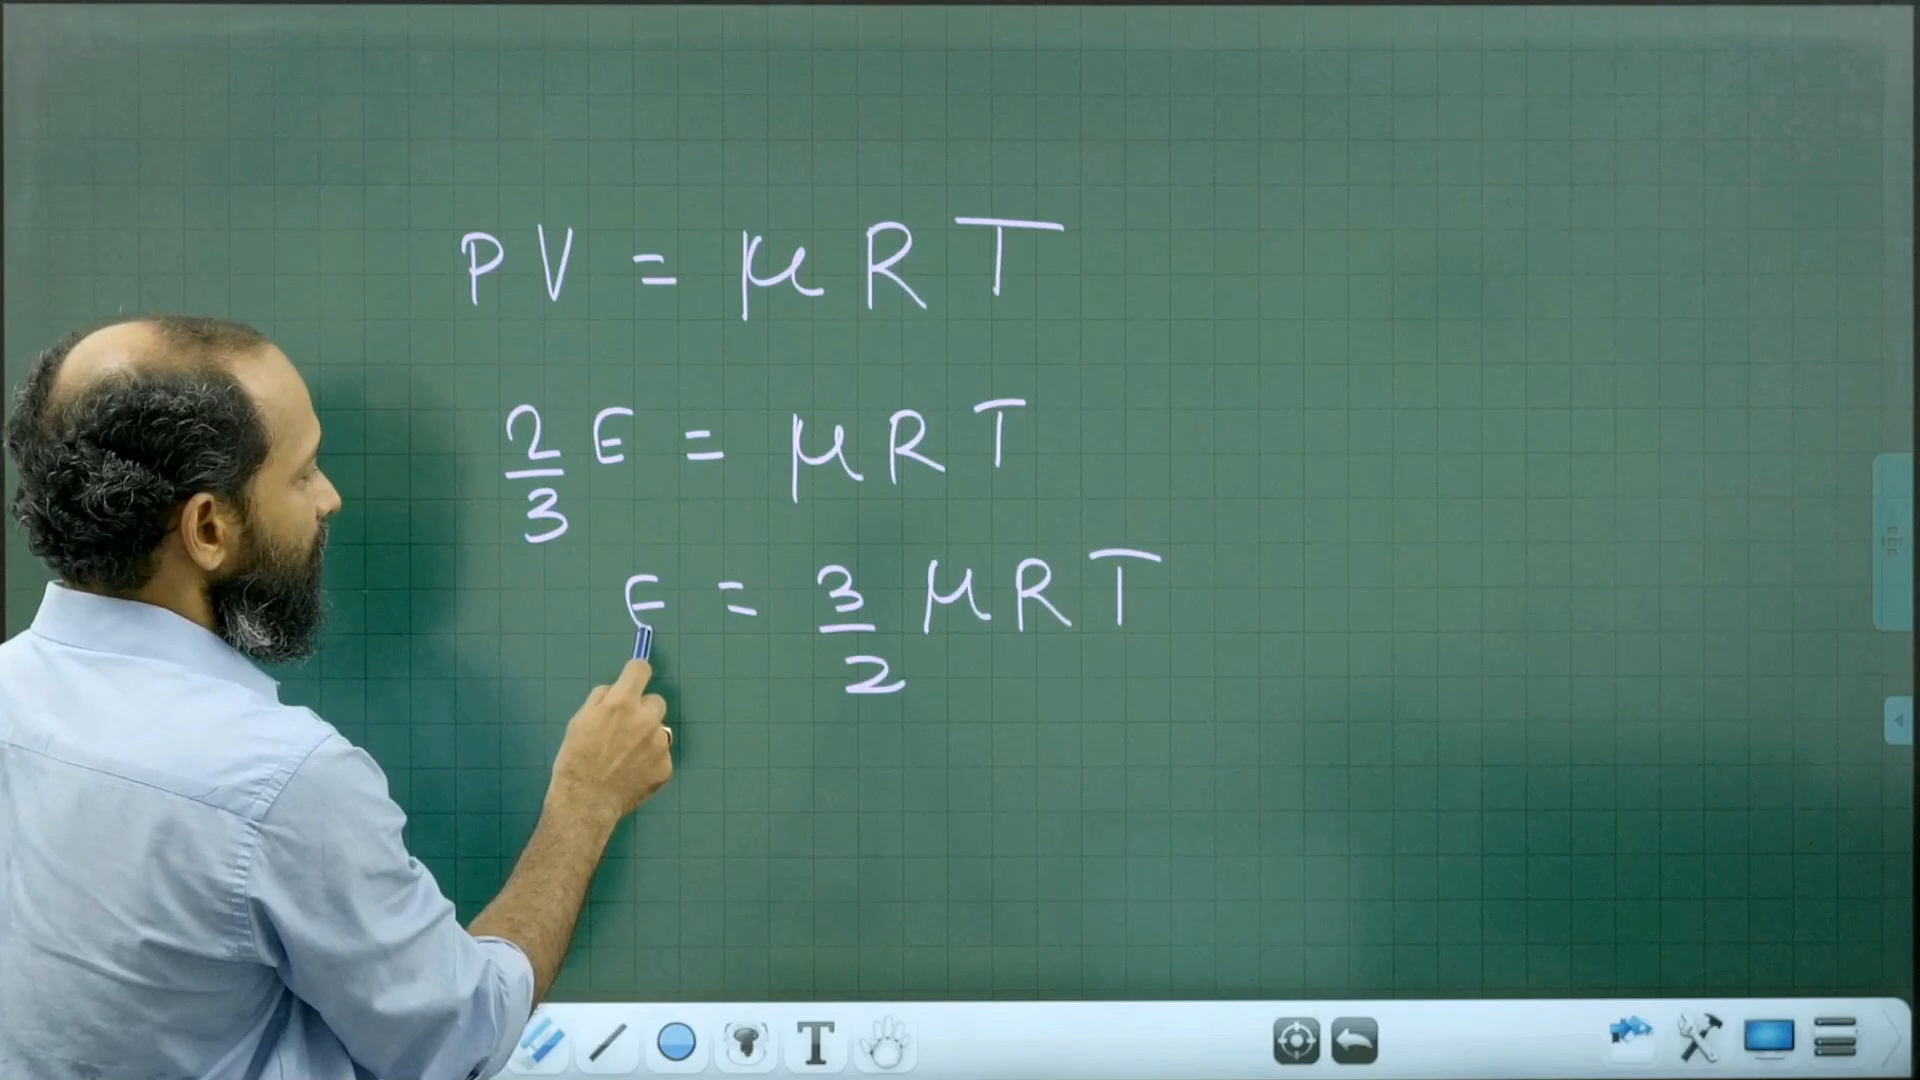 PV = μRT
2/3 E = μRT
E = 3/2 μRT
T